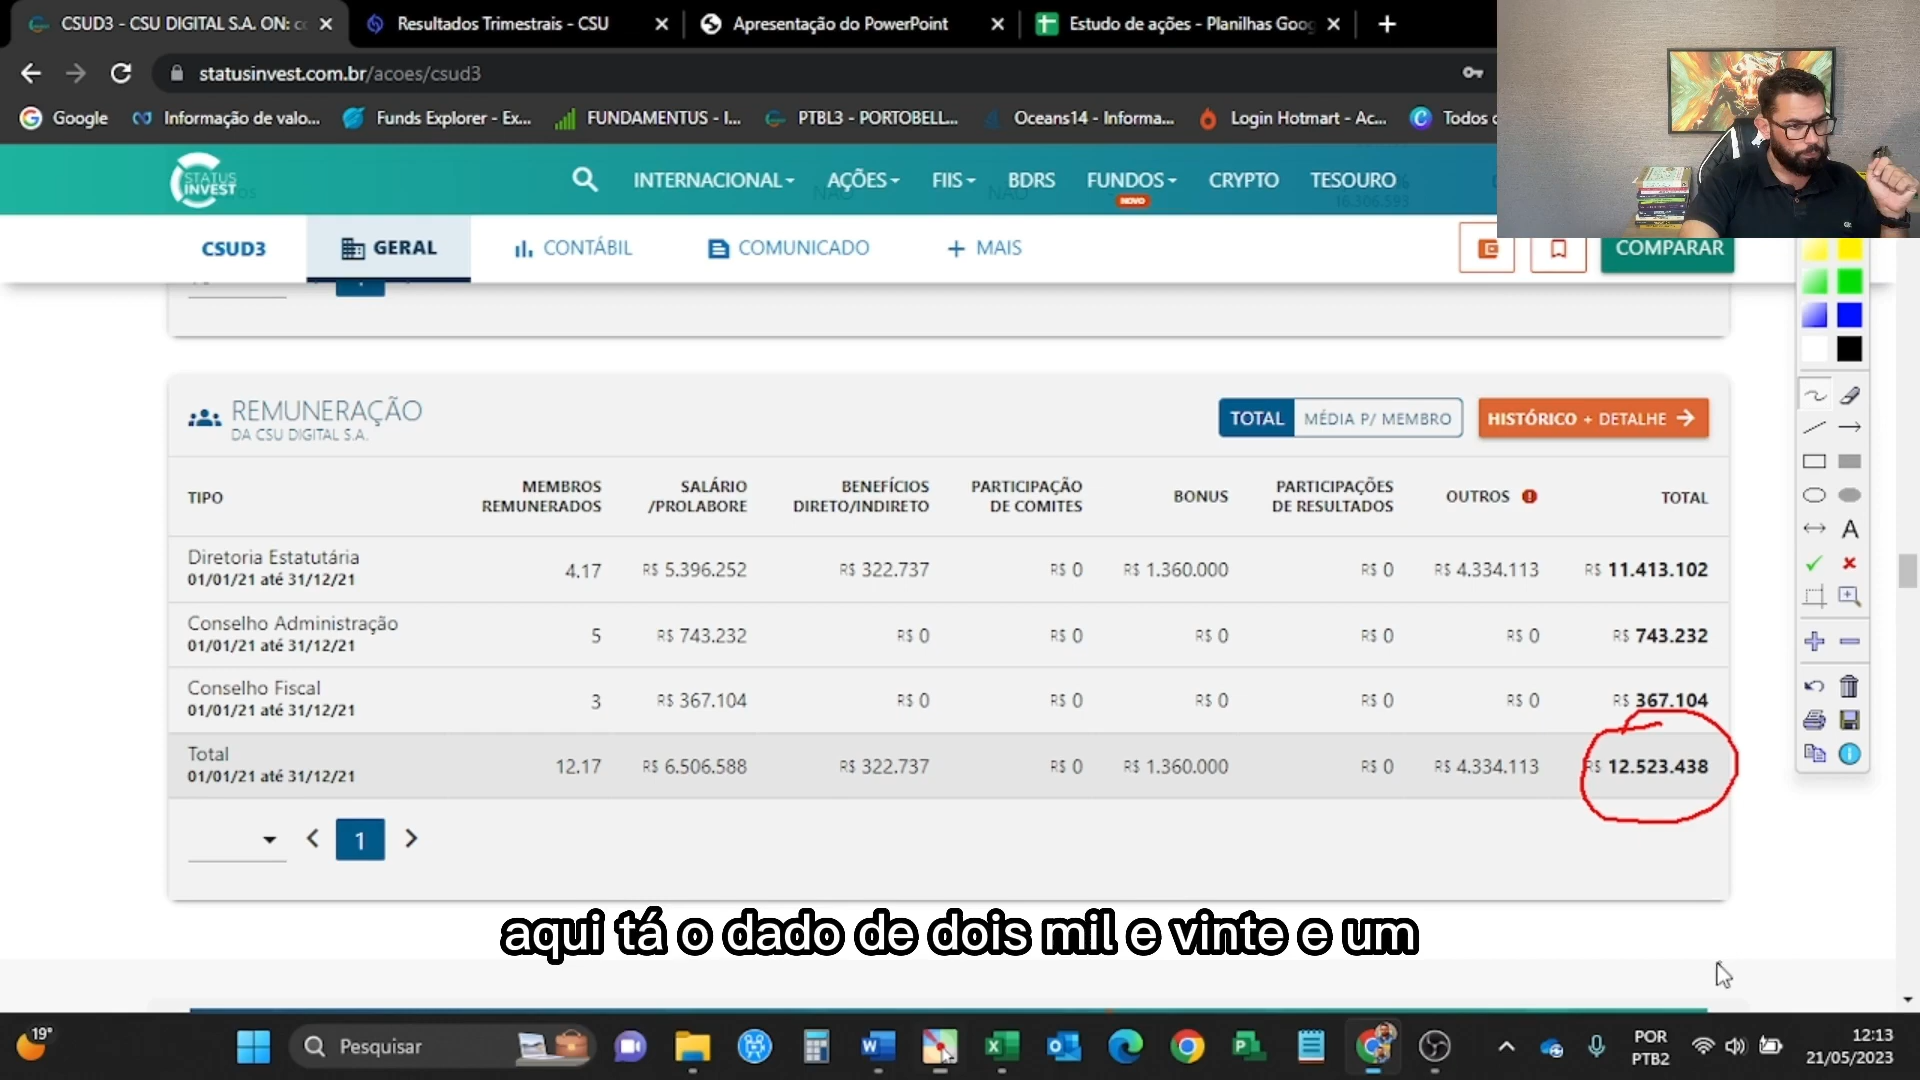 CSUD3 - CSU DIGITAL S.A. ON: c
Resultados Trimestrais - CSU
Apresentação do PowerPoint
Estudo de ações - Planilhas Goog
statusinvest.com.br/acoes/csud3
Google
Informação de valo...
Funds Explorer - Ex...
FUNDAMENTUS - I...
PTBL3 - PORTOBELL...
Oceans14 - Informa...
Login Hotmart - Ac...
Todos
STATUS INVEST
INTERNACIONAL
AÇÕES
FIIS
BDRS
FUNDOS
NOVO
CRYPTO
TESOURO
CSUD3
GERAL
CONTÁBIL
COMUNICADO
+ MAIS
COMPARAR
REMUNERAÇÃO
DA CSU DIGITAL S.A.
TOTAL
MÉDIA P/ MEMBRO
HISTÓRICO + DETALHE
TIPO MEMBROS REMUNERADOS SALÁRIO /PROLABORE BENEFÍCIOS DIRETO/INDIRETO PARTICIPAÇÃO DE COMITES BONUS PARTICIPAÇÕES DE RESULTADOS OUTROS TOTAL
Diretoria Estatutária
01/01/21 até 31/12/21
4.17 R$ 5.396.252 R$ 322.737 R$ 0 R$ 1.360.000 R$ 0 R$ 4.334.113 R$ 11.413.102
Conselho Administração
01/01/21 até 31/12/21
5 R$ 743.232 R$ 0 R$ 0 R$ 0 R$ 0 R$ 0 R$ 743.232
Conselho Fiscal
01/01/21 até 31/12/21
3 R$ 367.104 R$ 0 R$ 0 R$ 0 R$ 0 R$ 0 R$ 367.104
Total
01/01/21 até 31/12/21
12.17 R$ 6.506.588 R$ 322.737 R$ 0 R$ 1.360.000 R$ 0 R$ 4.334.113 R$ 12.523.438
1
aqui tá o dado de dois mil e vinte e um
19°
Pesquisar
POR
PTB2
12:13
21/05/2023